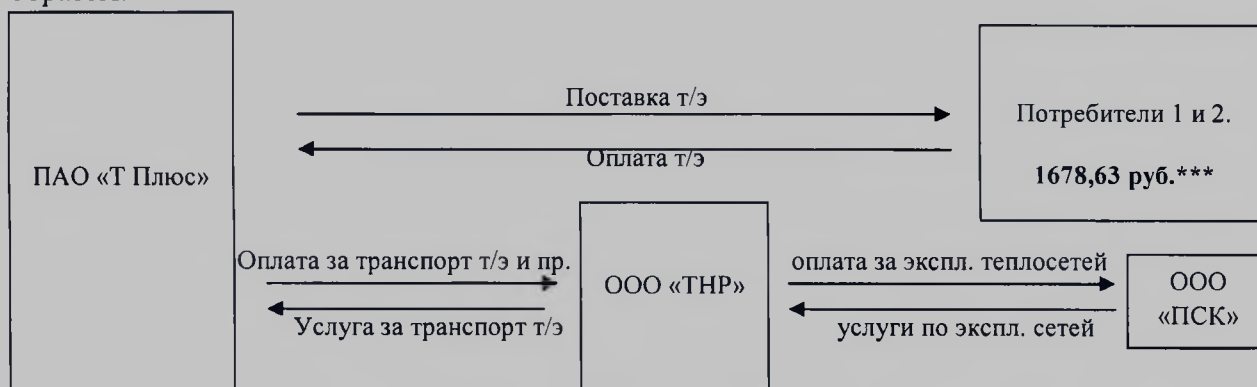 Поставка т/э
Оплата т/э
Потребители 1 и 2.
1678,63 руб.***
ПАО «Т Плюс»
Оплата за транспорт т/э и пр.
Услуга за транспорт т/э
ООО «ТНР»
оплата за экспл. теплосетей
услуги по экспл. сетей
ООО
«ПСК»